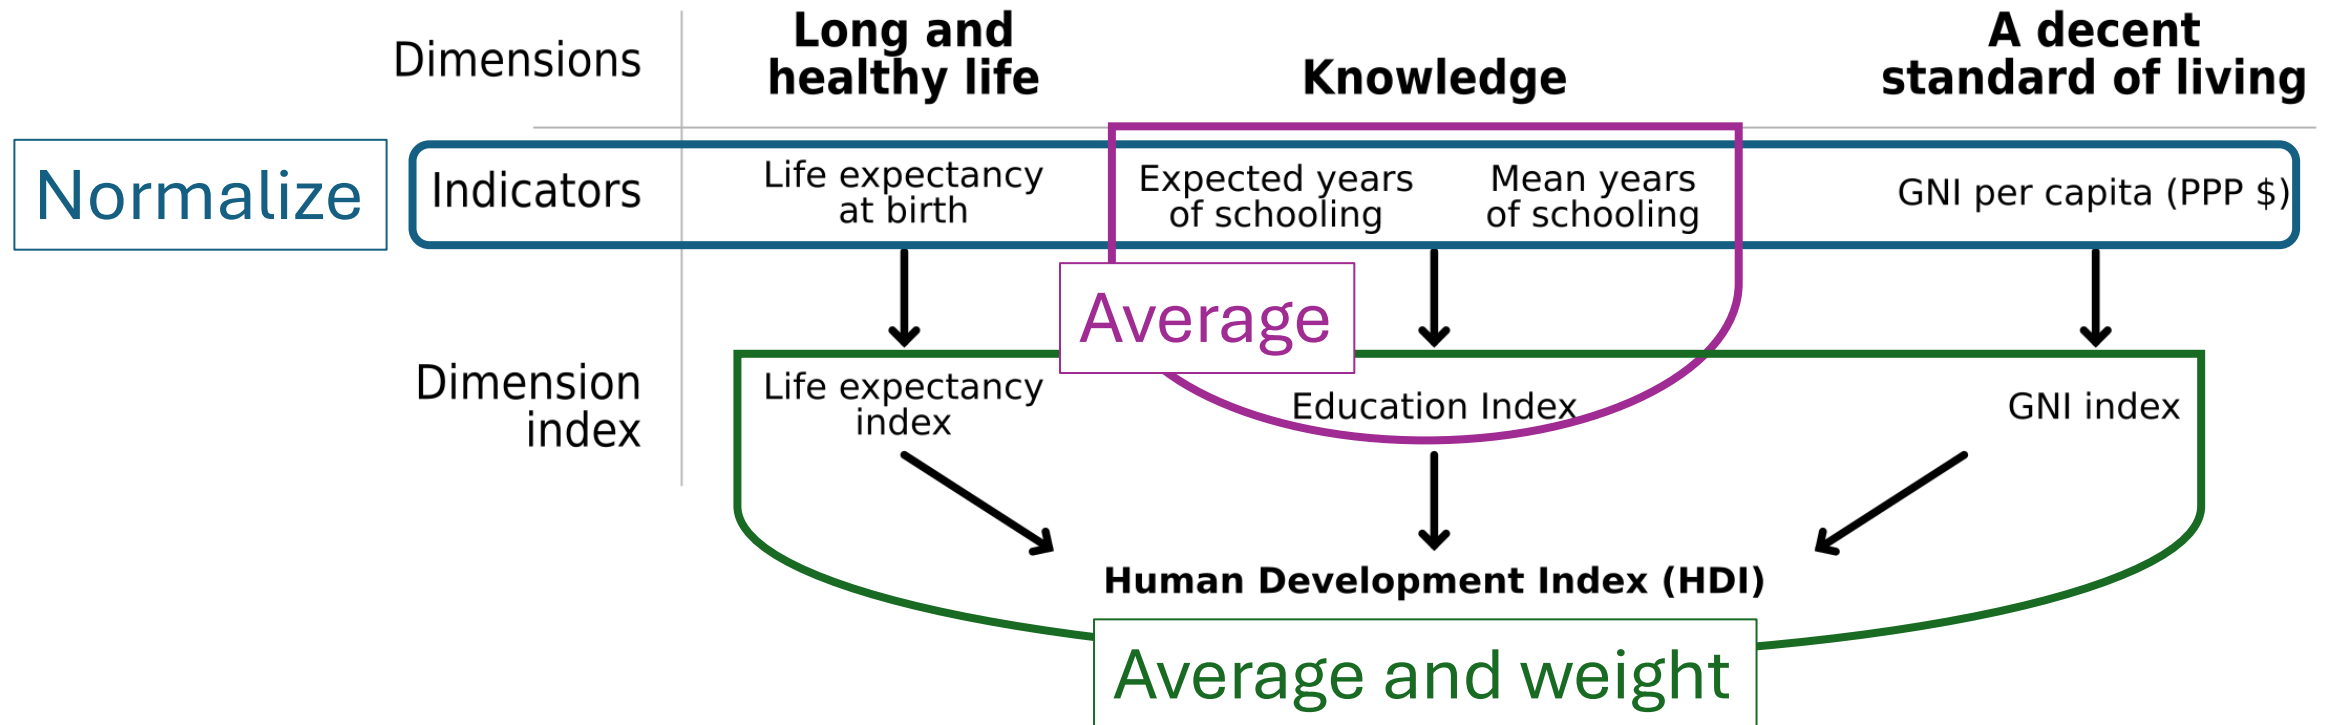 Dimensions
Long and
healthy life
Knowledge
A decent
standard of living
Normalize
Indicators
Life expectancy
at birth
Expected years
of schooling
Mean years
of schooling
GNI per capita (PPP $)
Average
Dimension
index
Life expectancy
index
Education Index
GNI index
Human Development Index (HDI)
Average and weight